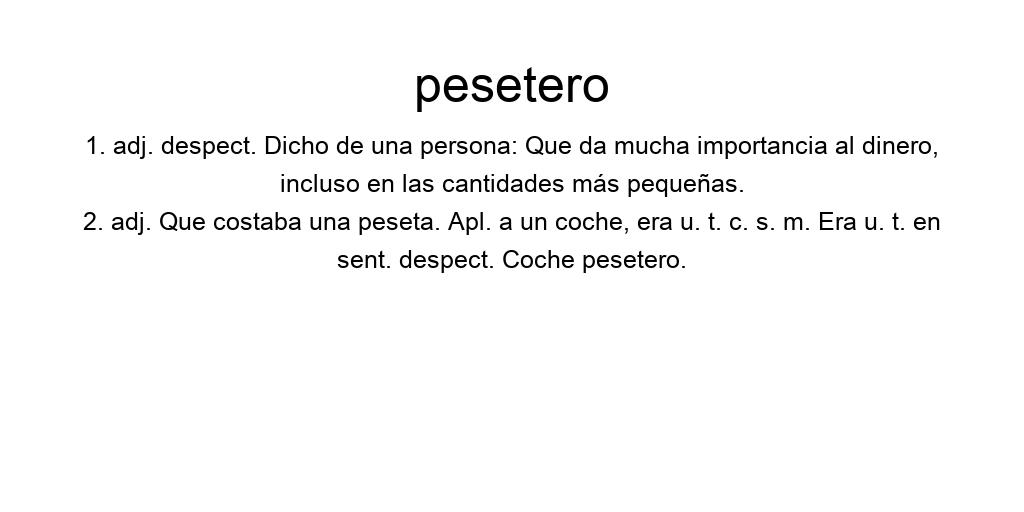 pesetero
1. adj. despect. Dicho de una persona: Que da mucha importancia al dinero,
incluso en las cantidades más pequeñas.
2. adj. Que costaba una peseta. Apl. a un coche, era u. t. c. s. m. Era u. t. en
sent. despect. Coche pesetero.